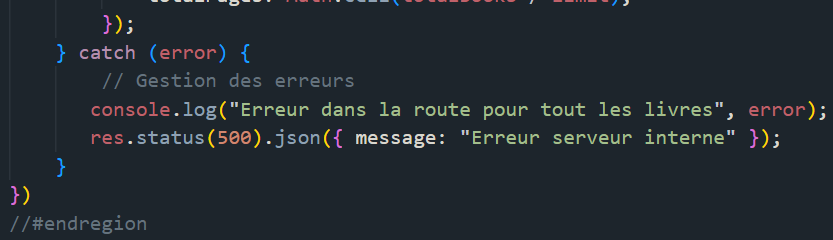 totalPages: Math.ceil(totalBooks / limit);
});
} catch (error) {
// Gestion des erreurs
console.log("Erreur dans la route pour tout les livres", error);
res.status(500).json({ message: "Erreur serveur interne" });
}
})
//#endregion